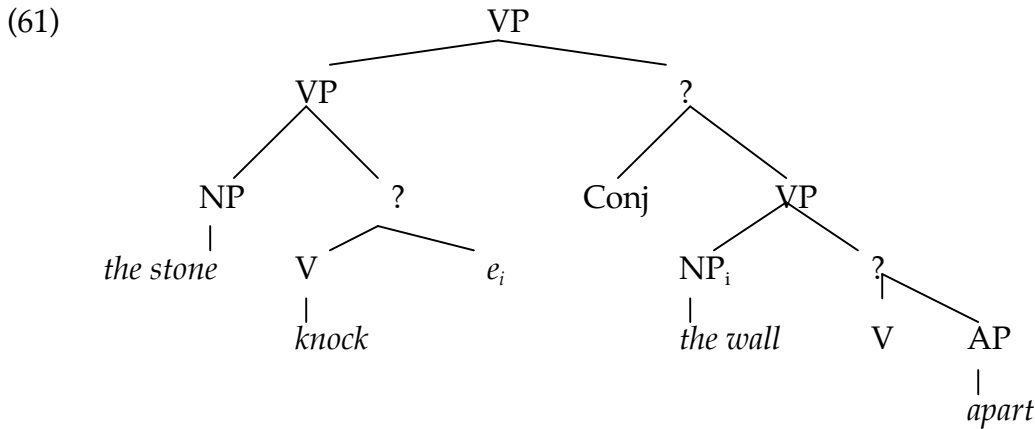 (61) VP
VP ?
NP ? Conj VP
the stone V e_i NP_i ?
knock the wall V AP
apart